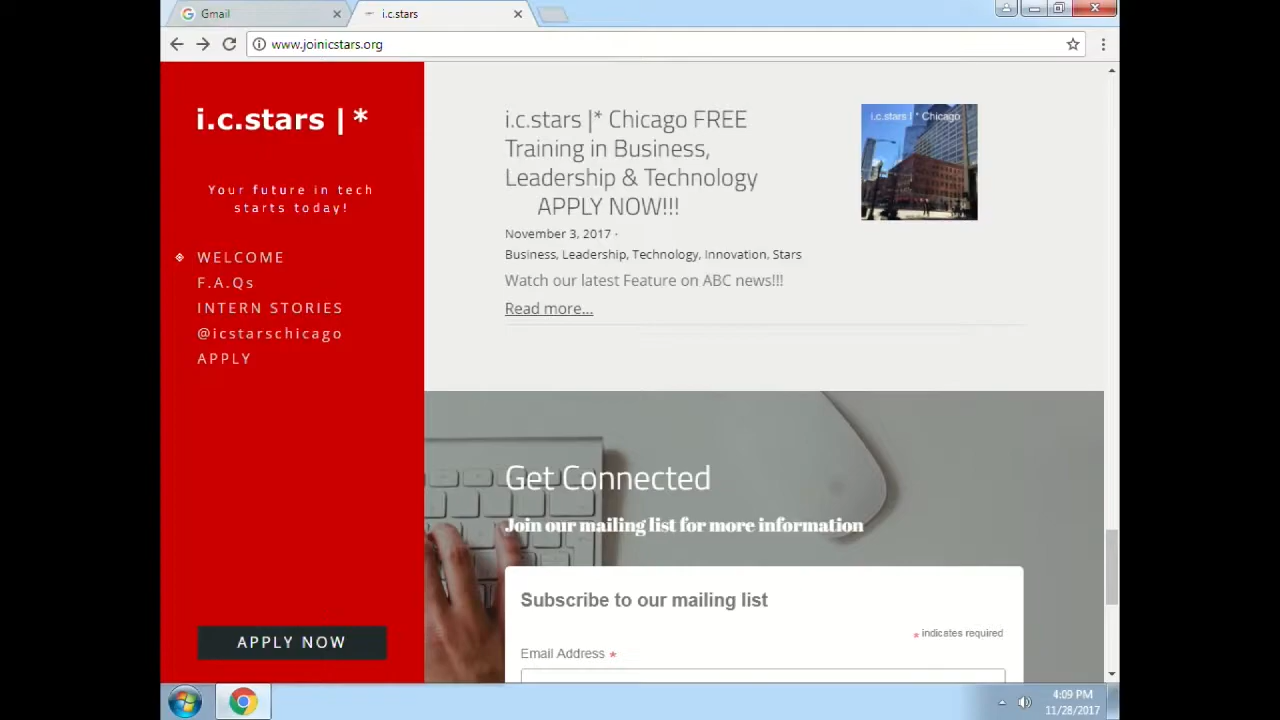 Gmail
i.c.stars
www.joinicstars.org
i.c.stars | *
Your future in tech
starts today!
WELCOME
F.A.Qs
INTERN STORIES
@icstarschicago
APPLY
APPLY NOW
i.c.stars |* Chicago FREE
Training in Business,
Leadership & Technology
APPLY NOW!!!
November 3, 2017 ·
Business, Leadership, Technology, Innovation, Stars
Watch our latest Feature on ABC news!!!
Read more...
i.c.stars | * Chicago
Get Connected
Join our mailing list for more information
Subscribe to our mailing list
* indicates required
Email Address *
4:09 PM
11/28/2017